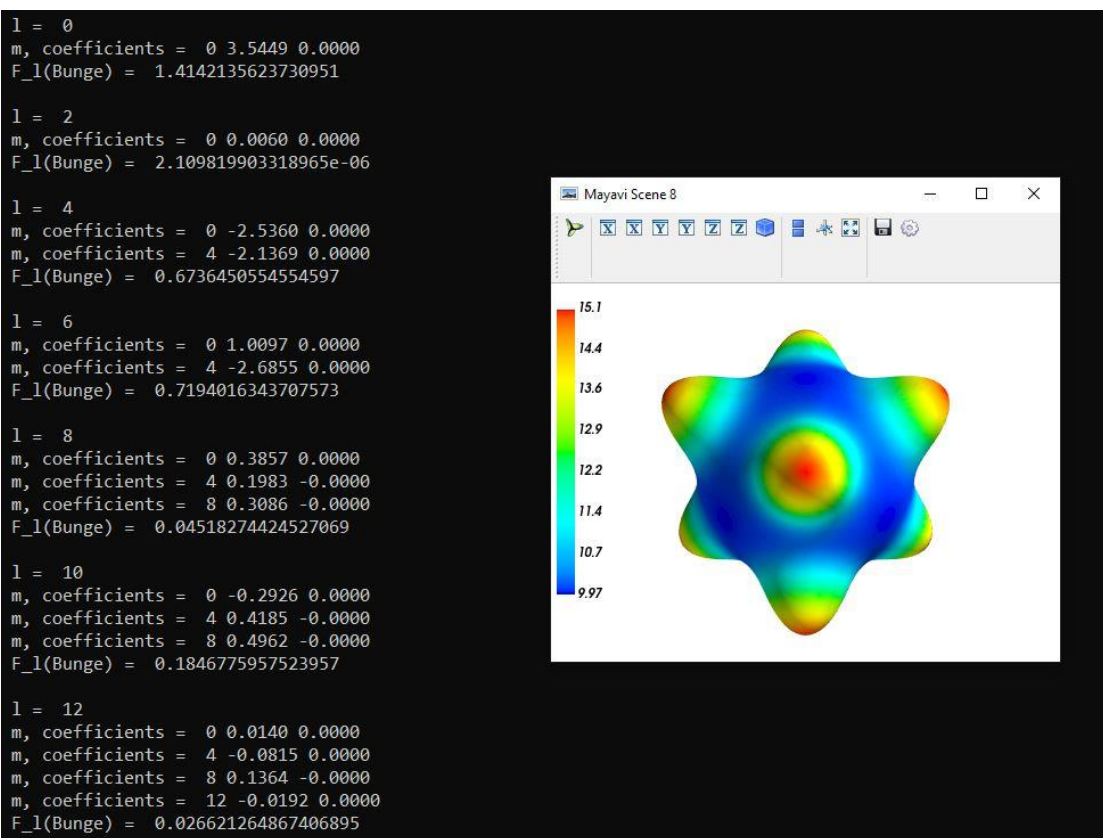 l =  0
m, coefficients =  0 3.5449 0.0000
F_l(Bunge) =  1.4142135623730951
l =  2
m, coefficients =  0 0.0060 0.0000
F_l(Bunge) =  2.109819903318965e-06
l =  4
m, coefficients =  0 -2.5360 0.0000
m, coefficients =  4 -2.1369 0.0000
F_l(Bunge) =  0.6736450554554597
l =  6
m, coefficients =  0 1.0097 0.0000
m, coefficients =  4 -2.6855 0.0000
F_l(Bunge) =  0.7194016343707573
l =  8
m, coefficients =  0 0.3857 0.0000
m, coefficients =  4 0.1983 -0.0000
m, coefficients =  8 0.3086 -0.0000
F_l(Bunge) =  0.04518274424527069
l =  10
m, coefficients =  0 -0.2926 0.0000
m, coefficients =  4 0.4185 -0.0000
m, coefficients =  8 0.4962 -0.0000
F_l(Bunge) =  0.1846775957523957
l =  12
m, coefficients =  0 0.0140 0.0000
m, coefficients =  4 -0.0815 0.0000
m, coefficients =  8 0.1364 -0.0000
m, coefficients =  12 -0.0192 0.0000
F_l(Bunge) =  0.026621264867406895
Mayavi Scene 8
X X Y Y Z Z
15.1
14.4
13.6
12.9
12.2
11.4
10.7
9.97